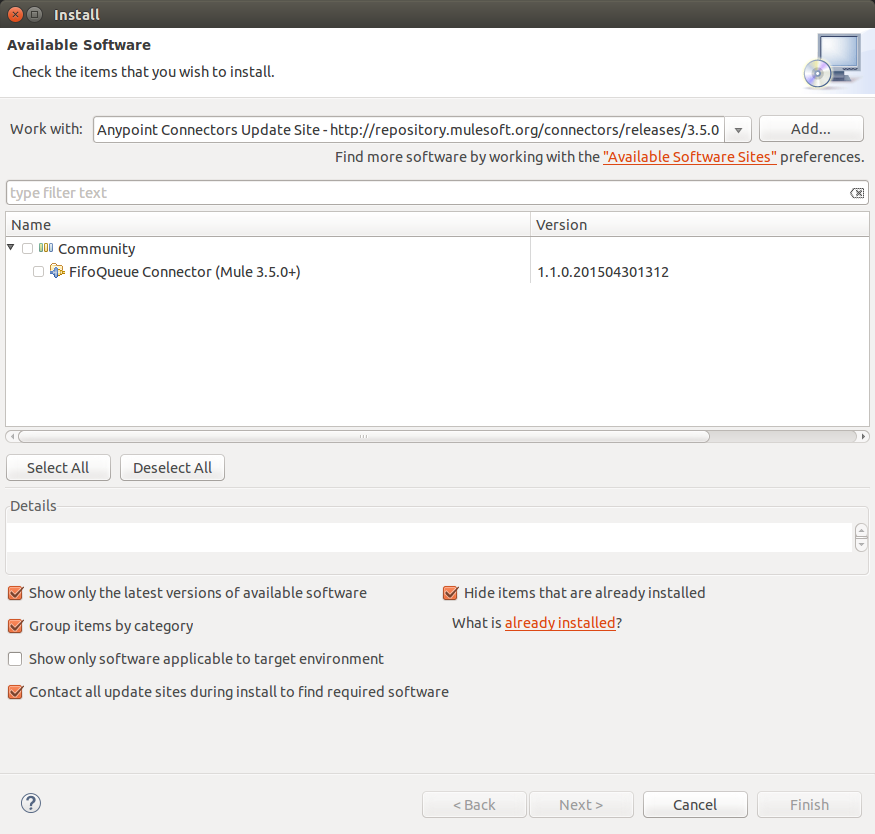 Install
Available Software
Check the items that you wish to install.
Work with: Anypoint Connectors Update Site - http://repository.mulesoft.org/connectors/releases/3.5.0 Add...
Find more software by working with the "Available Software Sites" preferences.
type filter text
Name Version
Community
FifoQueue Connector (Mule 3.5.0+) 1.1.0.201504301312
Select All Deselect All
Details
Show only the latest versions of available software Hide items that are already installed
Group items by category What is already installed?
Show only software applicable to target environment
Contact all update sites during install to find required software
? < Back Next > Cancel Finish